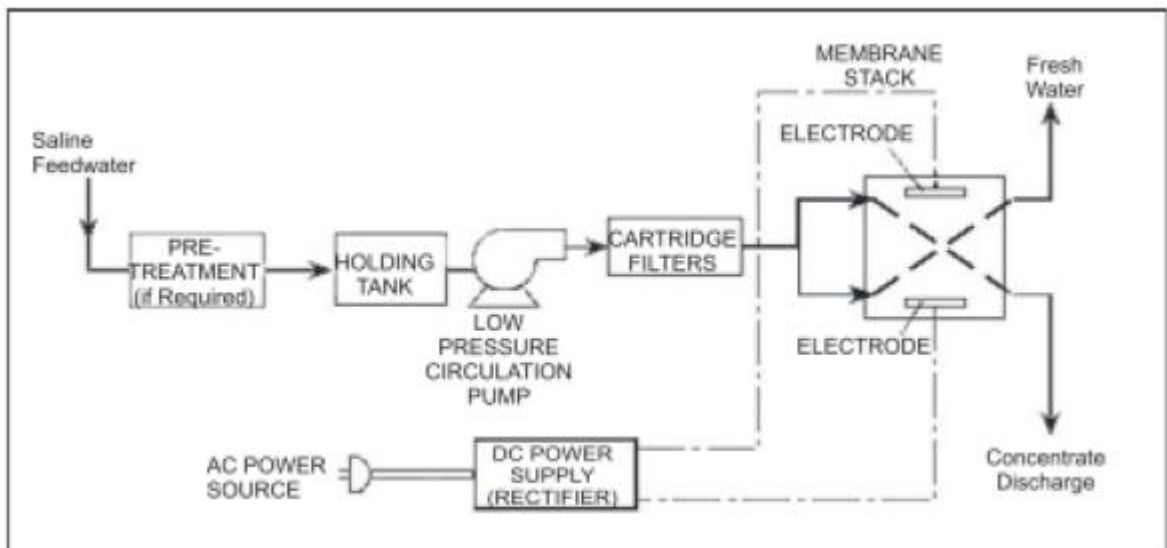 MEMBRANE
STACK
Fresh
Water
ELECTRODE
Saline
Feedwater
PRE-
TREATMENT
(if Required)
HOLDING
TANK
CARTRIDGE
FILTERS
LOW
PRESSURE
CIRCULATION
PUMP
ELECTRODE
AC POWER
SOURCE
DC POWER
SUPPLY
(RECTIFIER)
Concentrate
Discharge